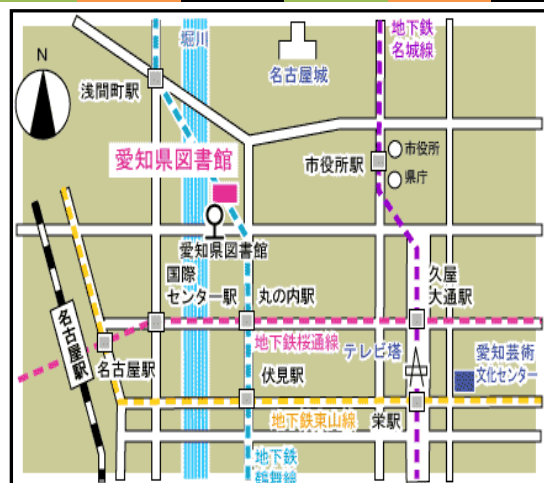 堀川
地下鉄
名城線
N
名古屋城
浅間町駅
愛知県図書館
市役所
市役所駅
県庁
愛知県図書館
国際
センター駅
丸の内駅
久屋
大通駅
名古屋駅
地下鉄桜通線
テレビ塔
愛知芸術
文化センター
名古屋駅
伏見駅
地下鉄東山線
栄駅
地下鉄
鶴舞線